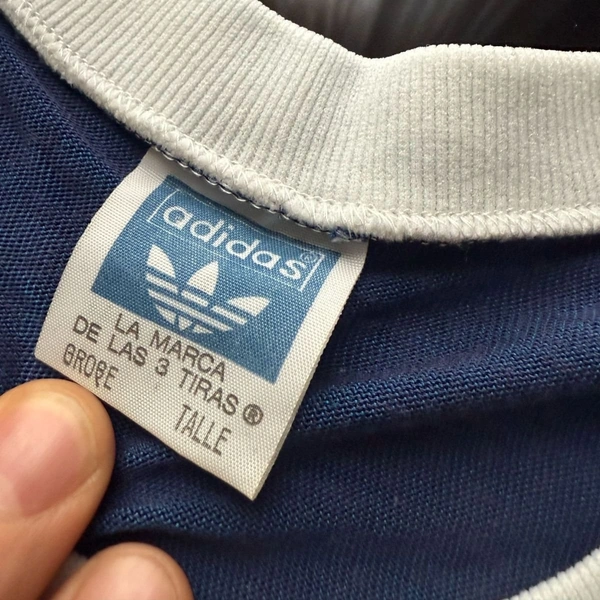 adidas®
LA MARCA
DE LAS 3 TIRAS®
GROẞE TALLE